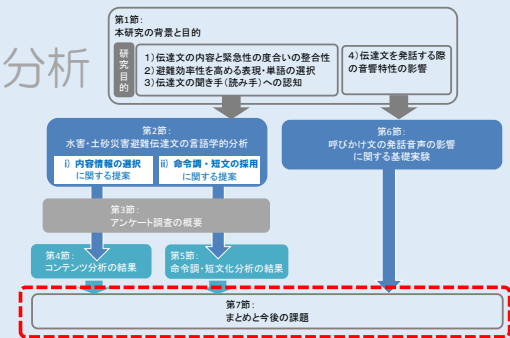 分析
第1節：
本研究の背景と目的
研究目的
1）伝達文の内容と緊急性の度合いの整合性
2）避難効率性を高める表現・単語の選択
3）伝達文の聞き手（読み手）への認知
4）伝達文を発話する際
の音響特性の影響
第2節：
水害・土砂災害避難伝達文の言語学的分析
i）内容情報の選択
に関する提案
ii）命令調・短文の採用
に関する提案
第6節：
呼びかけ文の発話音声の影響
に関する基礎実験
第3節：
アンケート調査の概要
第4節：
コンテンツ分析の結果
第5節：
命令調・短文化分析の結果
第7節：
まとめと今後の課題